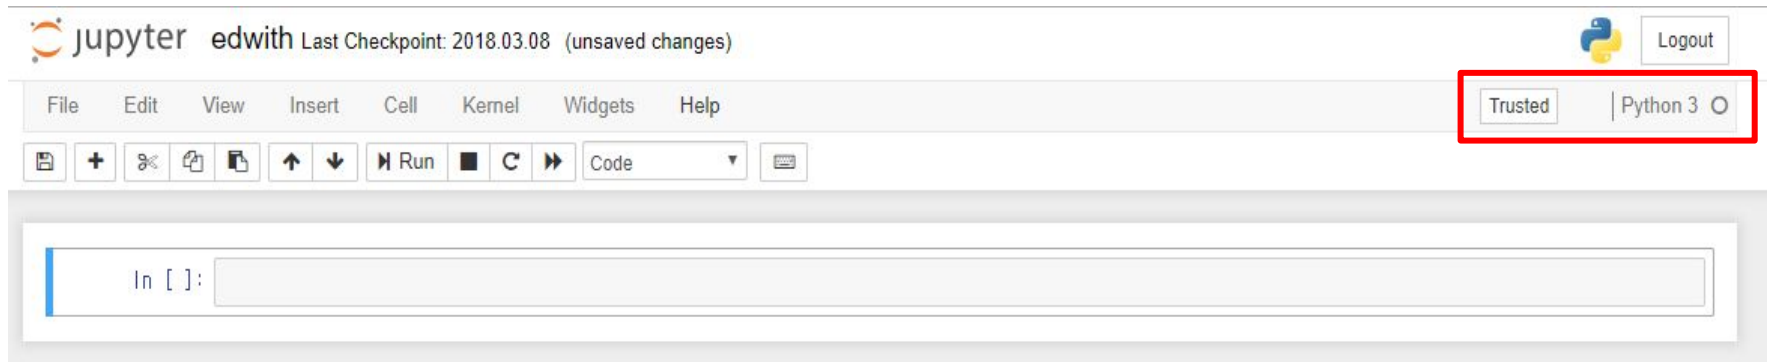 jupyter edwith Last Checkpoint: 2018.03.08 (unsaved changes) Logout
File Edit View Insert Cell Kernel Widgets Help Trusted Python 3
Run Code
In [ ]: